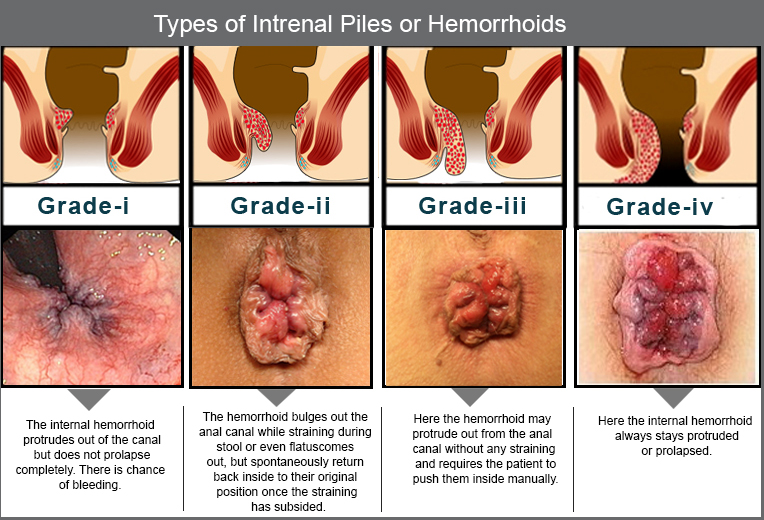 Types of Intrenal Piles or Hemorrhoids
Grade-i
Grade-ii
Grade-iii
Grade-iv
The internal hemorrhoid
protrudes out of the canal
but does not prolapse
completely. There is chance
of bleeding.
The hemorrhoid bulges out the
anal canal while straining during
stool or even flatuscomes
out, but spontaneously return
back inside to their original
position once the straining
has subsided.
Here the hemorrhoid may
protrude out from the anal
canal without any straining
and requires the patient to
push them inside manually.
Here the internal hemorrhoid
always stays protruded
or prolapsed.